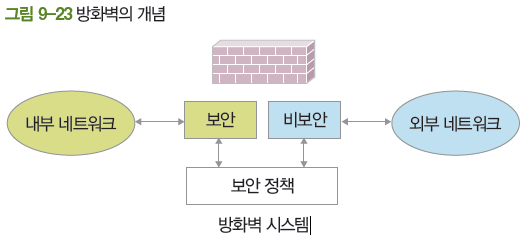 그림 9-23 방화벽의 개념
내부 네트워크
보안
비보안
외부 네트워크
보안 정책
방화벽 시스템